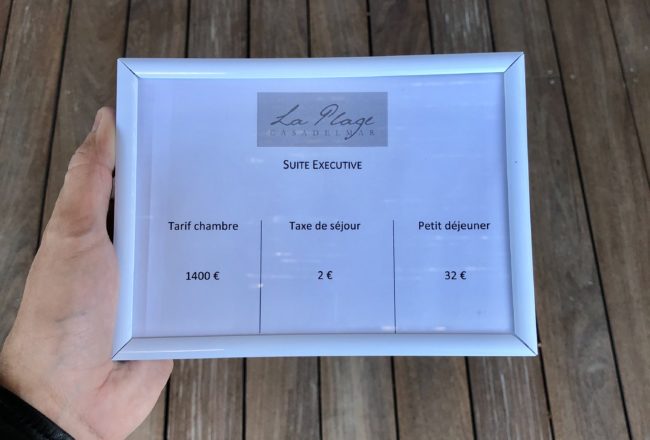 La Plage
CASADELMAR
SUITE EXECUTIVE
Tarif chambre Taxe de séjour Petit déjeuner
1400 € 2 € 32 €